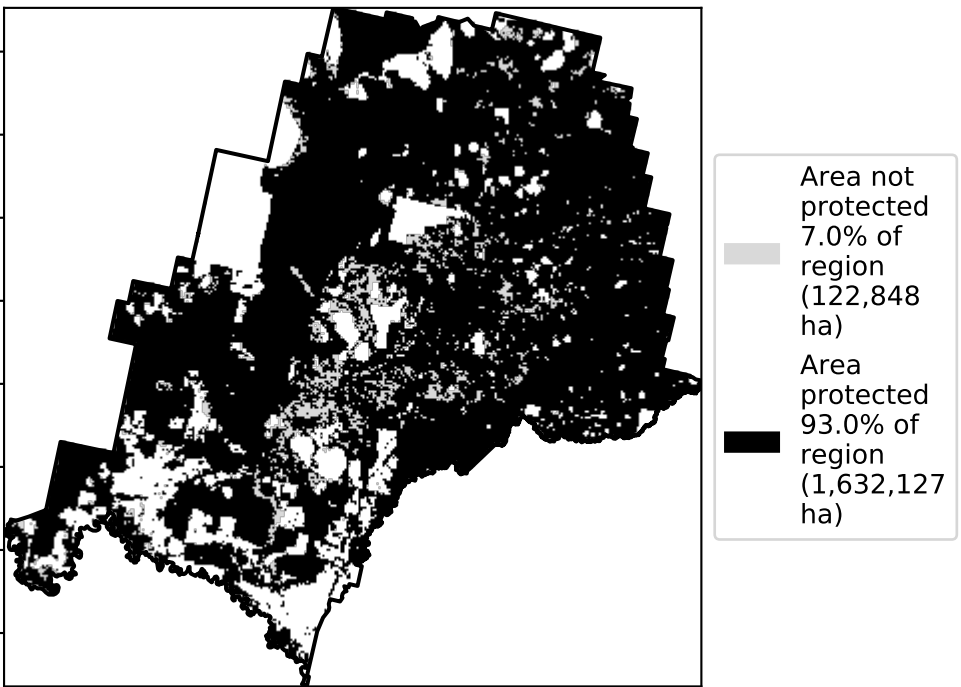 Area not
protected
7.0% of
region
(122,848
ha)
Area
protected
93.0% of
region
(1,632,127
ha)